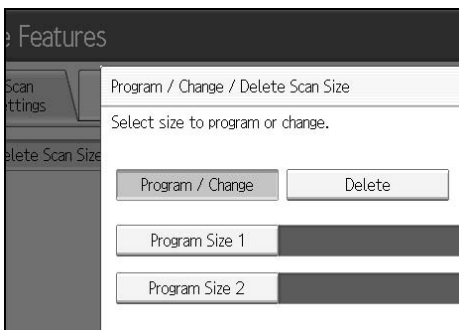 e Features
Scan
ettings
Program / Change / Delete Scan Size
elete Scan Size
Select size to program or change.
Program / Change
Delete
Program Size 1
Program Size 2